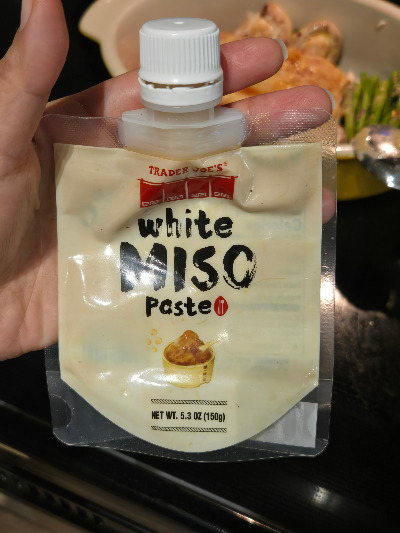 TRADER JOE'S®
white
MISO
Paste
NET WT. 5.3 OZ (150g)